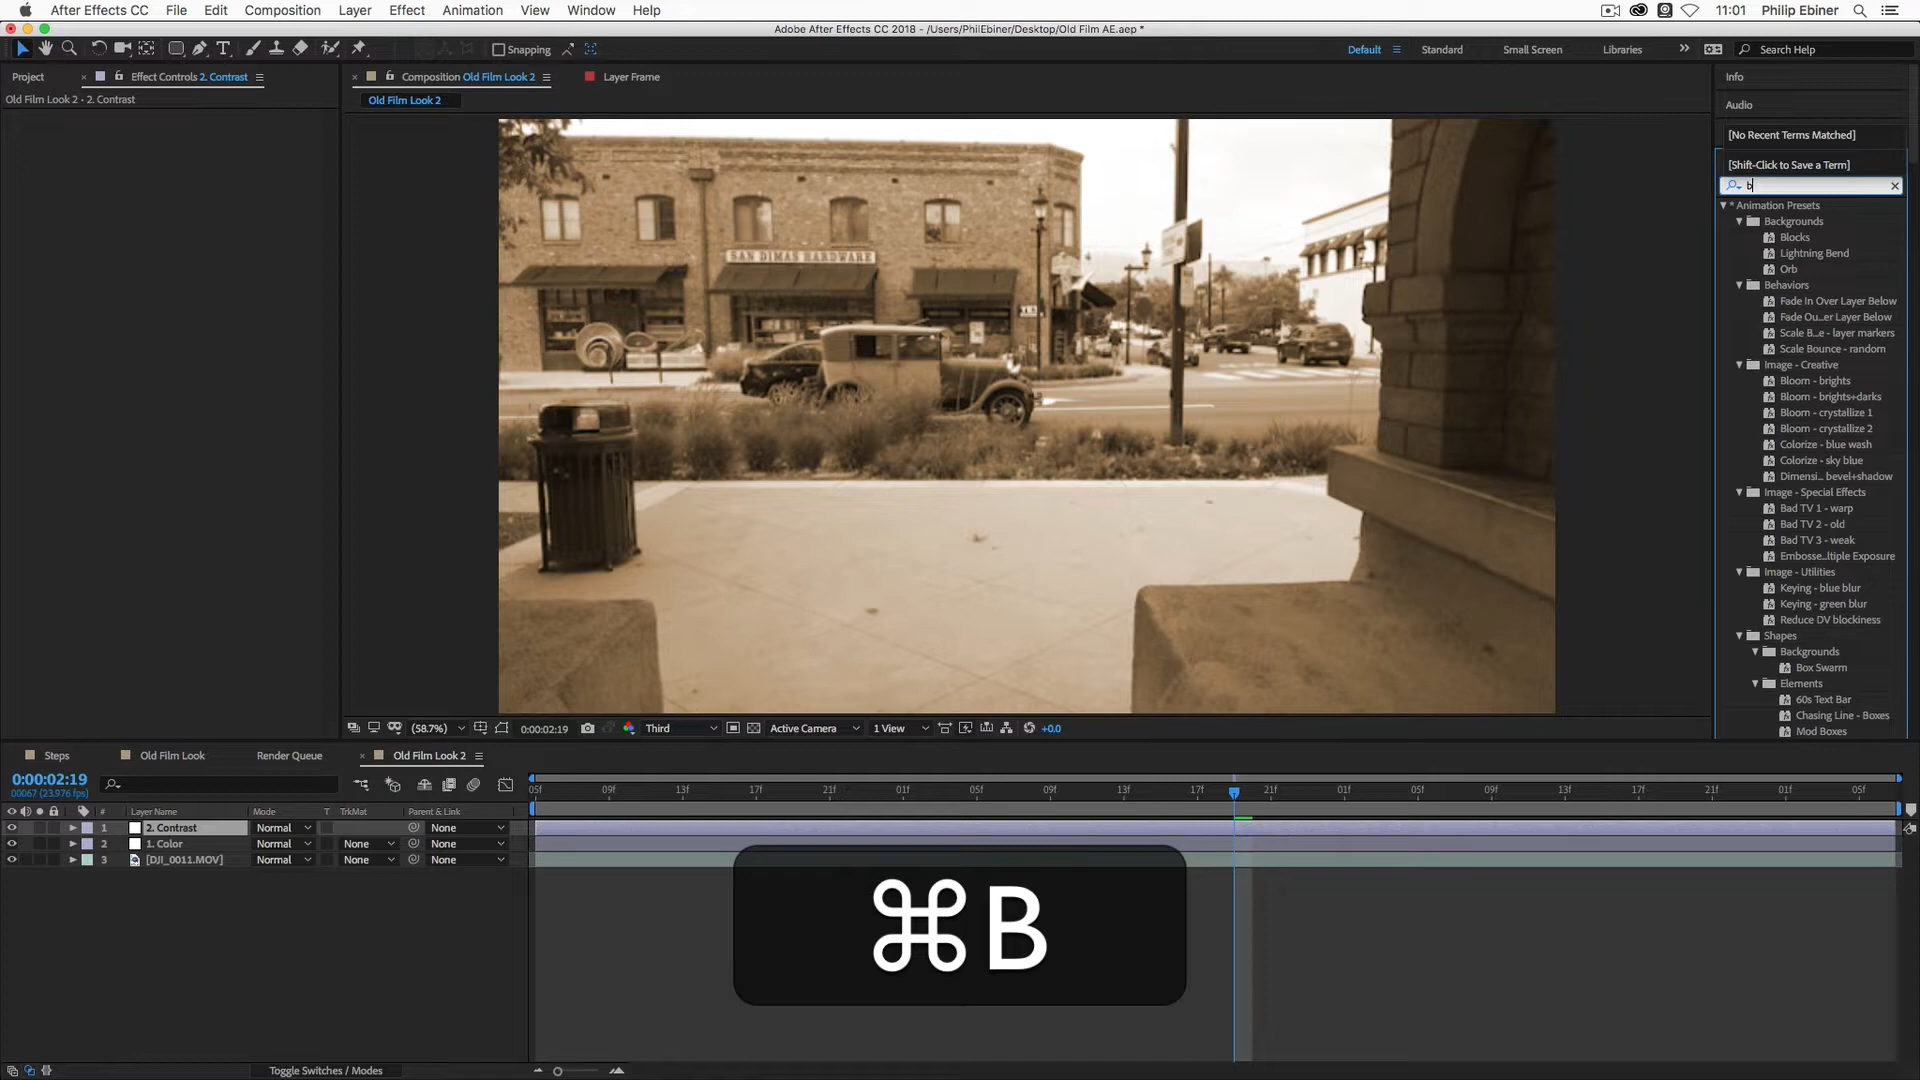 After Effects CC File Edit Composition Layer Effect Animation View Window Help 11:01 Philip Ebiner
Adobe After Effects CC 2018 - /Users/PhilEbiner/Desktop/Old Film AE.aep *
Snapping Default Standard Small Screen Libraries Search Help
Project Effect Controls 2. Contrast Composition Old Film Look 2 Layer Frame Info
Old Film Look 2 • 2. Contrast Old Film Look 2 Audio
[No Recent Terms Matched]
[Shift-Click to Save a Term]
b
* Animation Presets
Backgrounds
Blocks
Lightning Bend
Orb
Behaviors
Fade In Over Layer Below
Fade Ou...er Layer Below
Scale B...e - layer markers
Scale Bounce - random
Image - Creative
Bloom - brights
Bloom - brights+darks
Bloom - crystallize 1
Bloom - crystallize 2
Colorize - blue wash
Colorize - sky blue
Dimensi... bevel+shadow
Image - Special Effects
Bad TV 1 - warp
Bad TV 2 - old
Bad TV 3 - weak
Embosse...ltiple Exposure
Image - Utilities
Keying - blue blur
Keying - green blur
Reduce DV blockiness
Shapes
Backgrounds
Box Swarm
Elements
60s Text Bar
Chasing Line - Boxes
Mod Boxes
SAN DIMAS HARDWARE
(58.7%) 0:00:02:19 Third Active Camera 1 View +0.0
Steps Old Film Look Render Queue Old Film Look 2
0:00:02:19
00067 (23.976 fps)
05f 09f 13f 17f 21f 01f 05f 09f 13f 17f 21f 01f 05f 09f 13f 17f 21f 01f 05f
# Layer Name Mode T TrkMat Parent & Link
1 2. Contrast Normal None
2 1. Color Normal None None
3 [DJI_0011.MOV] Normal None None
⌘B
Toggle Switches / Modes